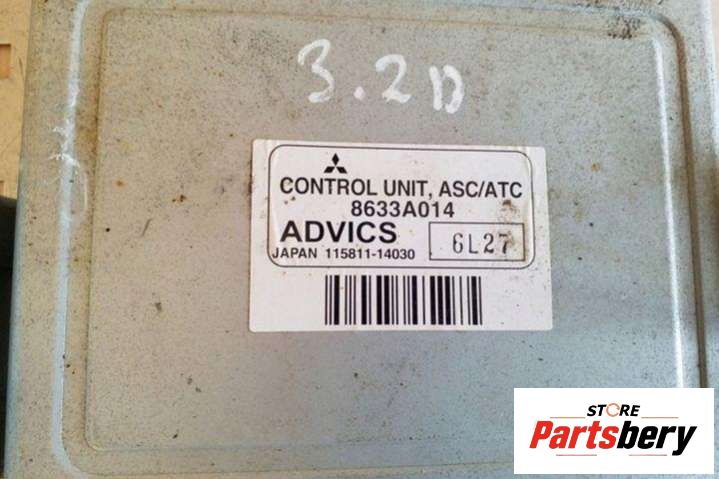 3.2D
CONTROL UNIT, ASC/ATC
8633A014
ADVICS 6L27
JAPAN 115811-14030
STORE
Partsbery